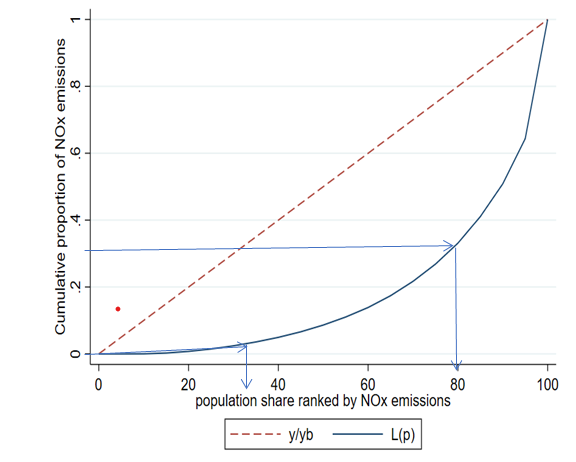 Cumulative proportion of NOx emissions
1
.8
.6
.4
.2
0
0 20 40 60 80 100
population share ranked by NOx emissions
y/yb L(p)